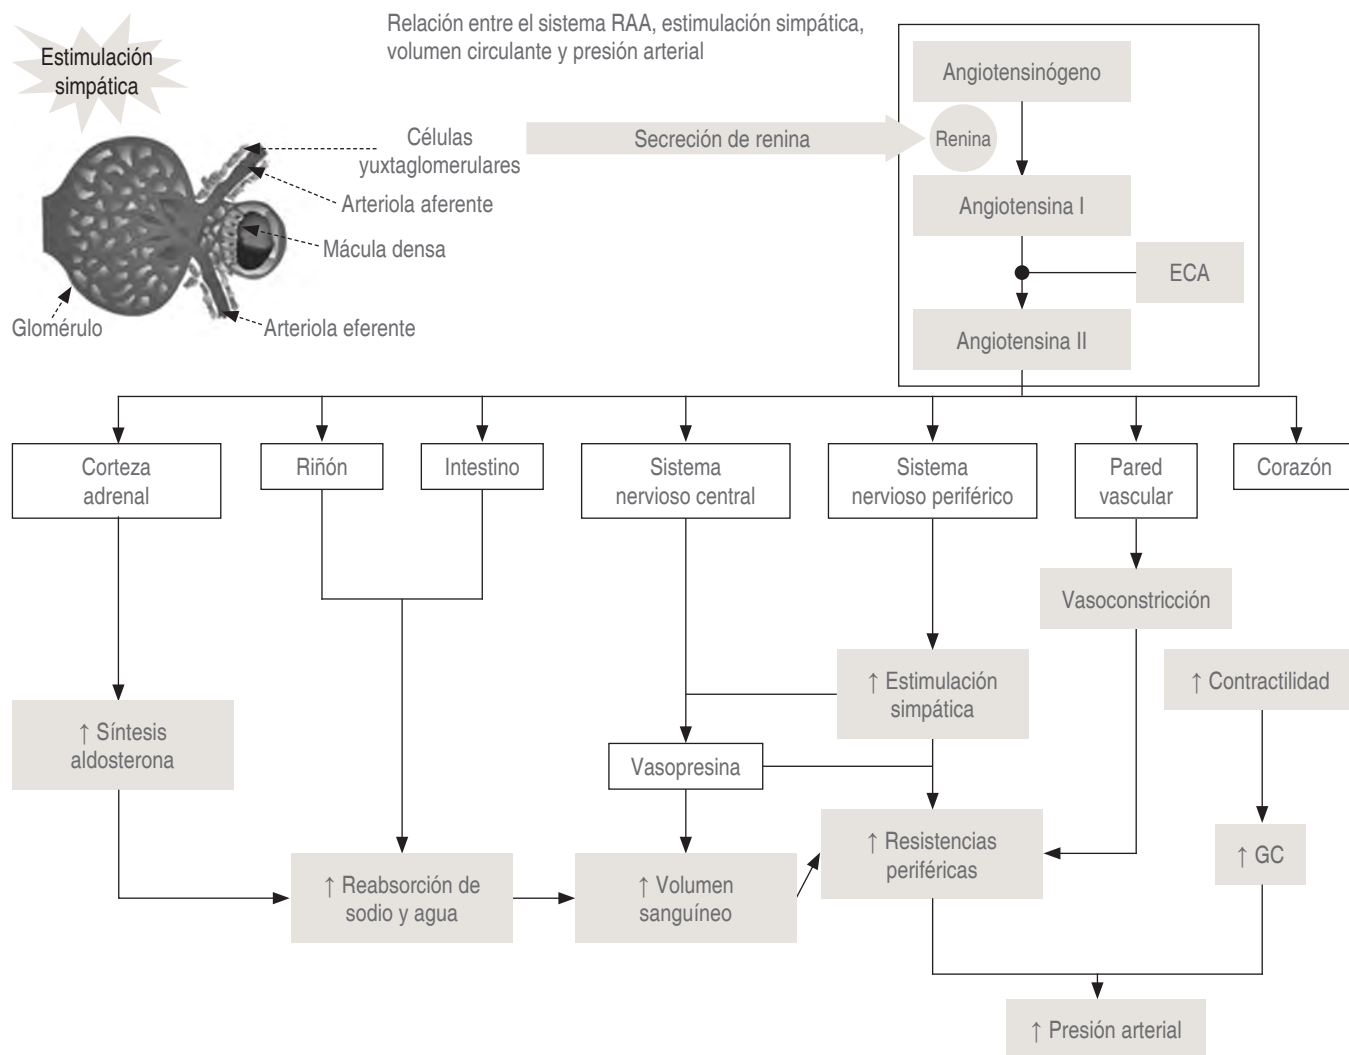 Relación entre el sistema RAA, estimulación simpática,
volumen circulante y presión arterial
Estimulación
simpática
Células
yuxtaglomerulares
Arteriola aferente
Mácula densa
Arteriola eferente
Glomérulo
Secreción de renina
Angiotensinógeno
Renina
Angiotensina I
ECA
Angiotensina II
Corteza
adrenal
Riñón
Intestino
Sistema
nervioso central
Sistema
nervioso periférico
Pared
vascular
Corazón
Vasoconstricción
↑ Estimulación
simpática
↑ Contractilidad
↑ Síntesis
aldosterona
Vasopresina
↑ Resistencias
periféricas
↑ GC
↑ Reabsorción de
sodio y agua
↑ Volumen
sanguíneo
↑ Presión arterial